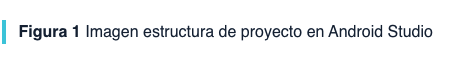 Figura 1 Imagen estructura de proyecto en Android Studio